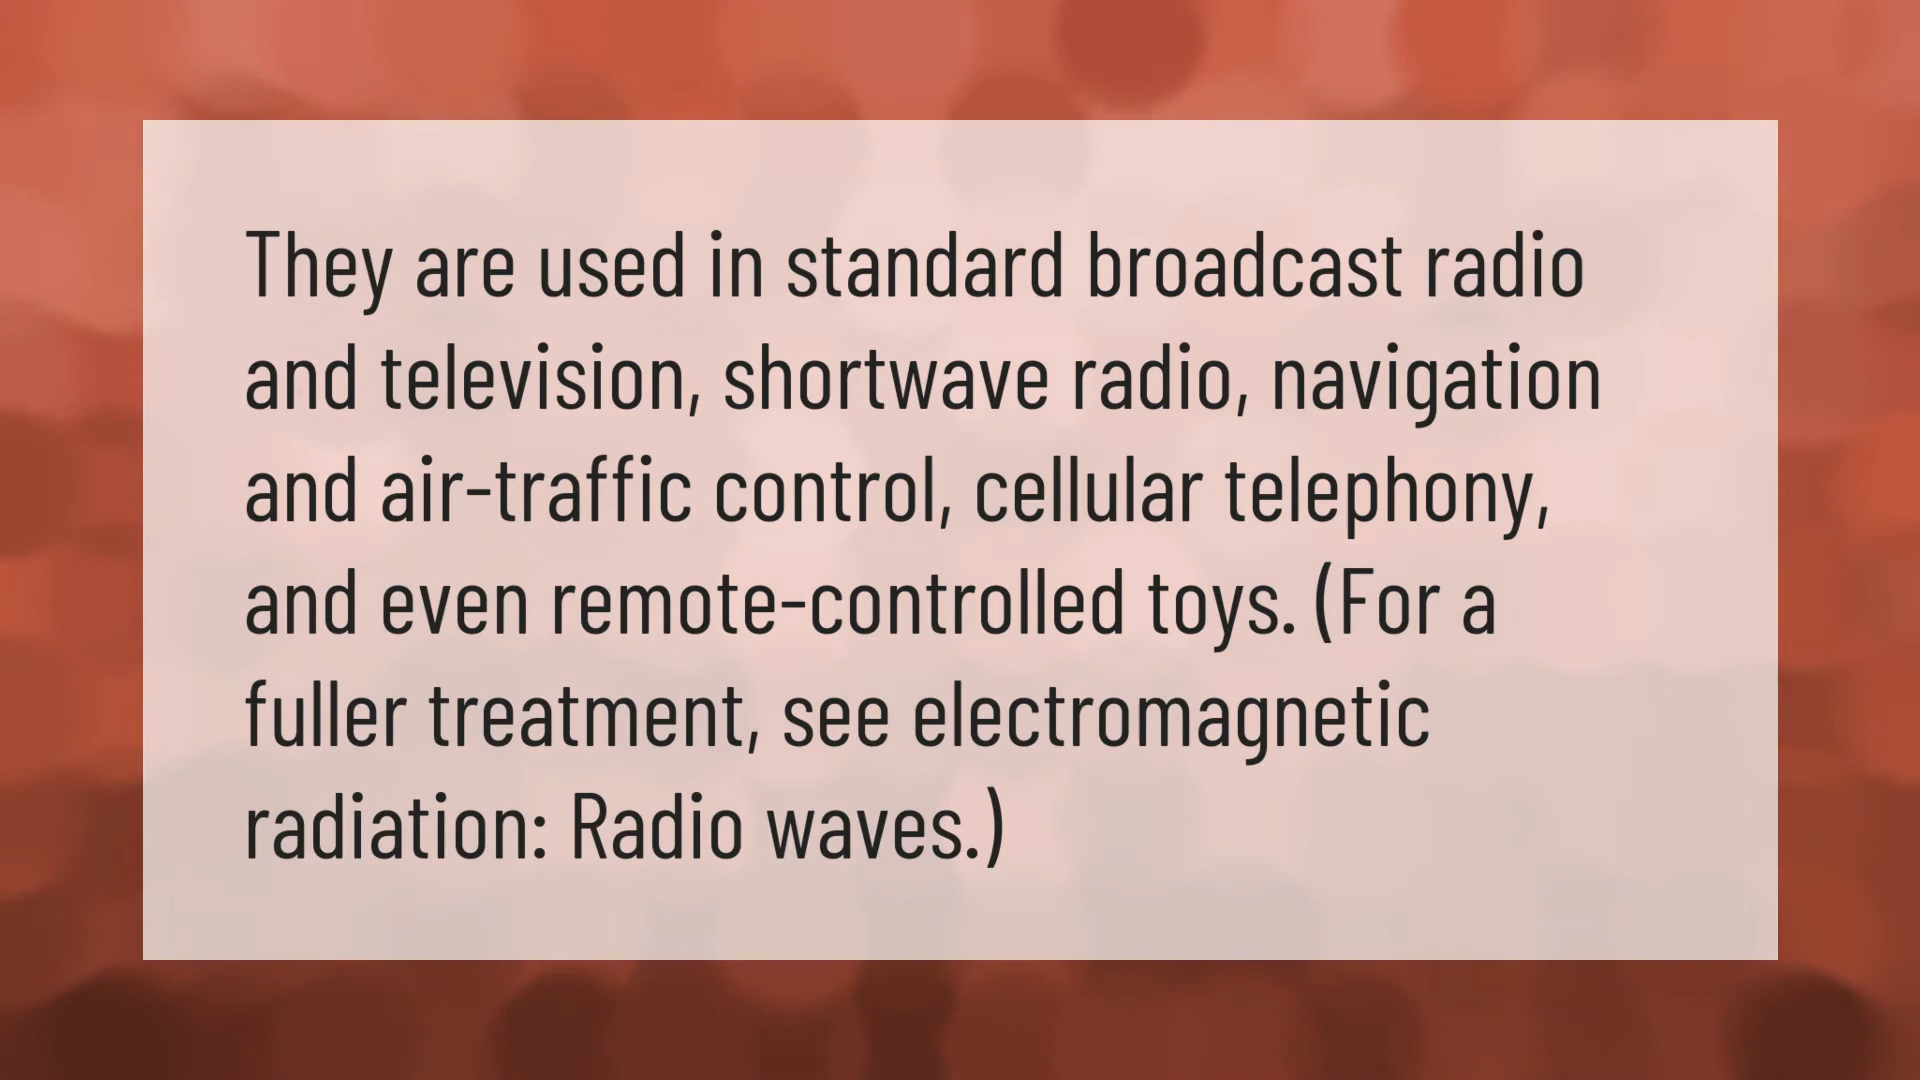 They are used in standard broadcast radio
and television, shortwave radio, navigation
and air-traffic control, cellular telephony,
and even remote-controlled toys. (For a
fuller treatment, see electromagnetic
radiation: Radio waves.)